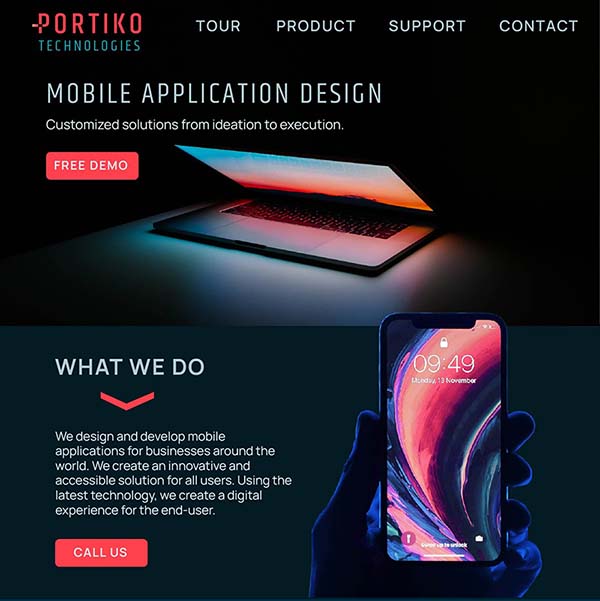 PORTIKO
TECHNOLOGIES
TOUR
PRODUCT
SUPPORT
CONTACT
MOBILE APPLICATION DESIGN
Customized solutions from ideation to execution.
FREE DEMO
WHAT WE DO
We design and develop mobile
applications for businesses around the
world. We create an innovative and
accessible solution for all users. Using the
latest technology, we create a digital
experience for the end-user.
CALL US
09:49
Monday, 13 November
Swipe up to unlock